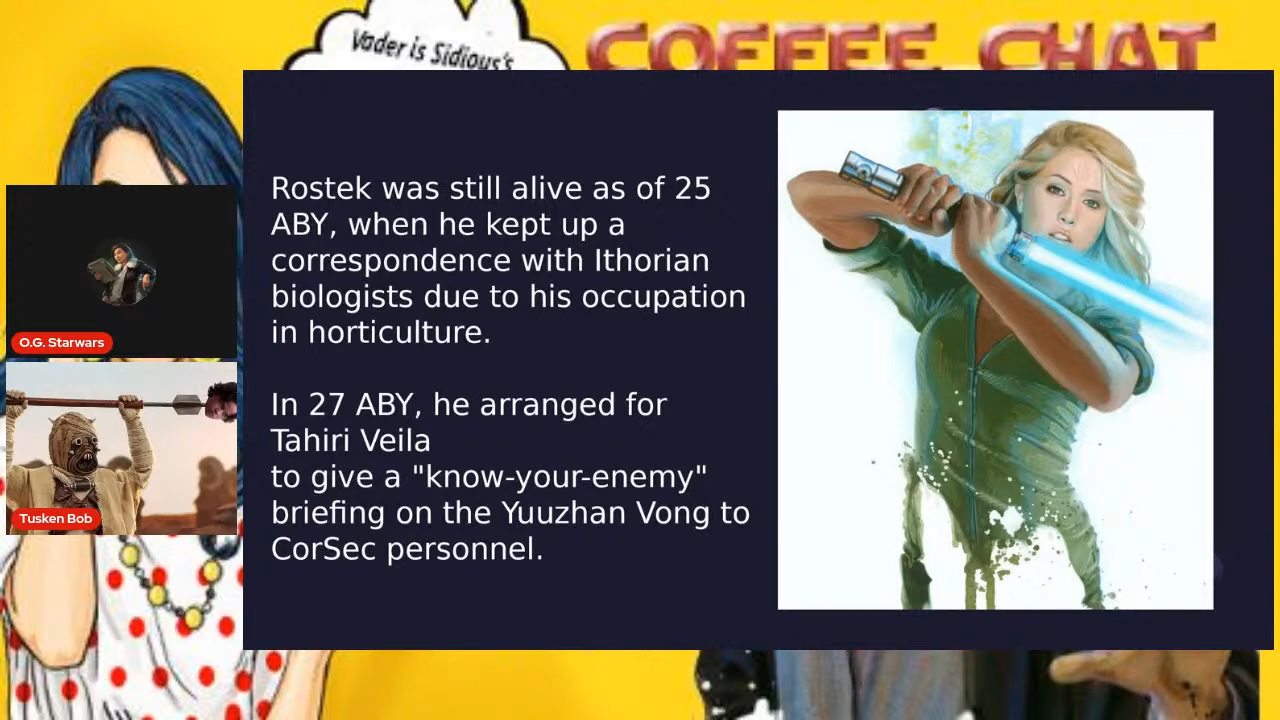 Vader is Sidious's
COFFEE CHAT
Rostek was still alive as of 25
ABY, when he kept up a
correspondence with Ithorian
biologists due to his occupation
in horticulture.
In 27 ABY, he arranged for
Tahiri Veila
to give a "know-your-enemy"
briefing on the Yuuzhan Vong to
CorSec personnel.
O.G. Starwars
Tusken Bob